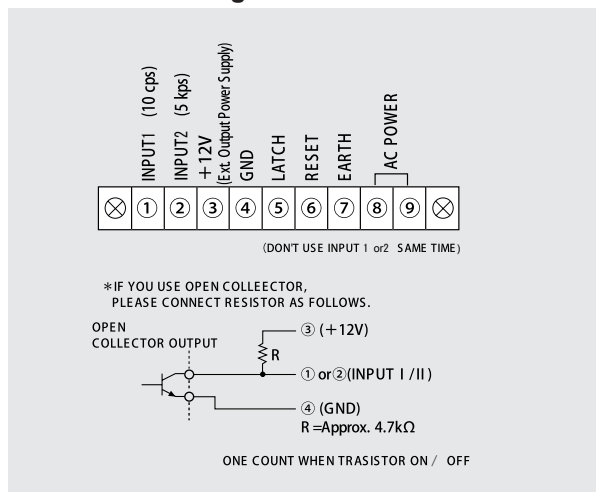 INPUT1 (10 cps)
INPUT2 (5 kps)
+12V
(Ext. Output Power Supply)
GND
LATCH
RESET
EARTH
AC POWER
① ② ③ ④ ⑤ ⑥ ⑦ ⑧ ⑨
(DON'T USE INPUT 1 or2 SAME TIME)
*IF YOU USE OPEN COLLEECTOR,
PLEASE CONNECT RESISTOR AS FOLLOWS.
OPEN
COLLECTOR OUTPUT
③ (+12V)
R
① or②(INPUT I /II)
④ (GND)
R =Approx. 4.7kΩ
ONE COUNT WHEN TRASISTOR ON / OFF